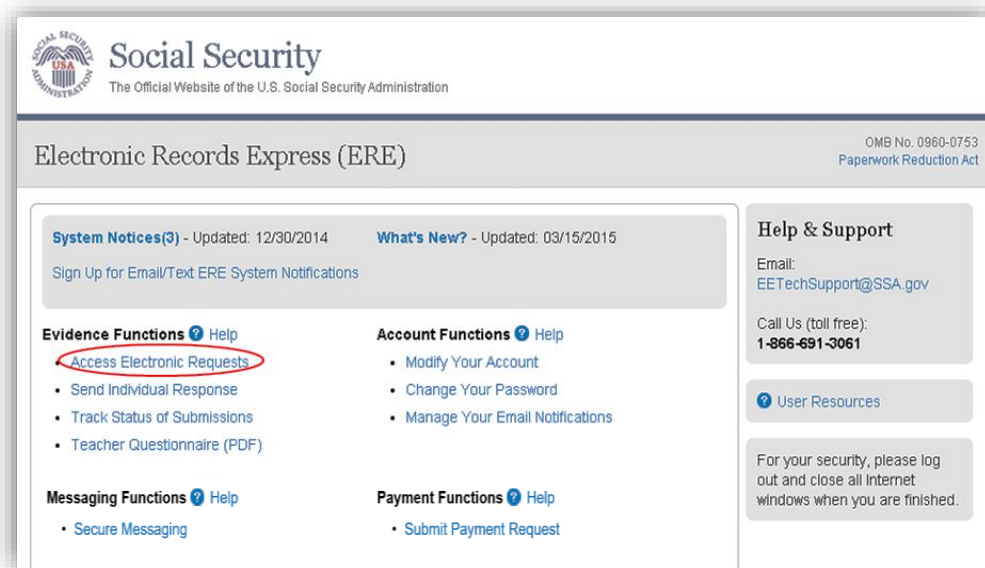 SOCIAL SECURITY
USA
ADMINISTRATION
Social Security
The Official Website of the U.S. Social Security Administration
Electronic Records Express (ERE)
OMB No. 0960-0753
Paperwork Reduction Act
System Notices(3) - Updated: 12/30/2014
What's New? - Updated: 03/15/2015
Sign Up for Email/Text ERE System Notifications
Evidence Functions ? Help
• Access Electronic Requests
• Send Individual Response
• Track Status of Submissions
• Teacher Questionnaire (PDF)
Account Functions ? Help
• Modify Your Account
• Change Your Password
• Manage Your Email Notifications
Messaging Functions ? Help
• Secure Messaging
Payment Functions ? Help
• Submit Payment Request
Help & Support
Email:
EETechSupport@SSA.gov
Call Us (toll free):
1-866-691-3061
? User Resources
For your security, please log
out and close all Internet
windows when you are finished.